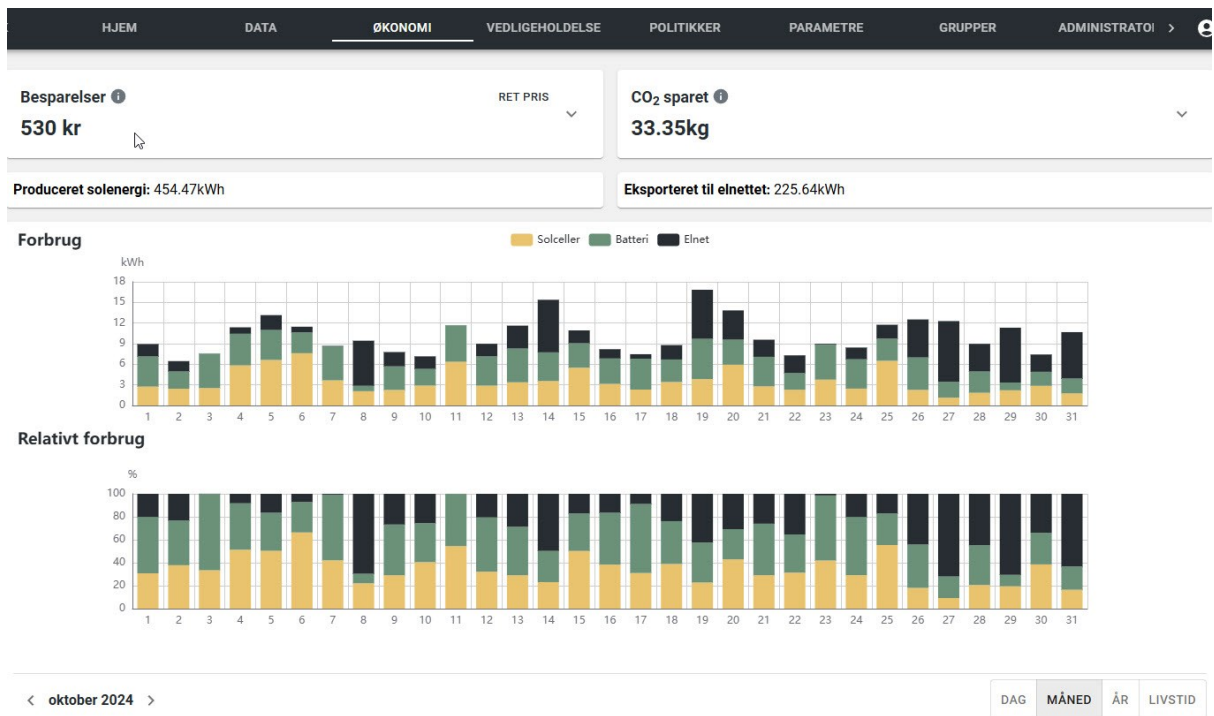 HJEM DATA ØKONOMI VEDLIGEHOLDELSE POLITIKKER PARAMETRE GRUPPER ADMINISTRATO
Besparelser RET PRIS
530 kr
CO₂ sparet
33.35kg
Produceret solenergi: 454.47kWh
Eksporteret til elnettet: 225.64kWh
Forbrug
Solceller Batteri Elnet
kWh
18
15
12
9
6
3
0
1 2 3 4 5 6 7 8 9 10 11 12 13 14 15 16 17 18 19 20 21 22 23 24 25 26 27 28 29 30 31
Relativt forbrug
%
100
80
60
40
20
0
1 2 3 4 5 6 7 8 9 10 11 12 13 14 15 16 17 18 19 20 21 22 23 24 25 26 27 28 29 30 31
< oktober 2024 >
DAG MÅNED ÅR LIVSTID